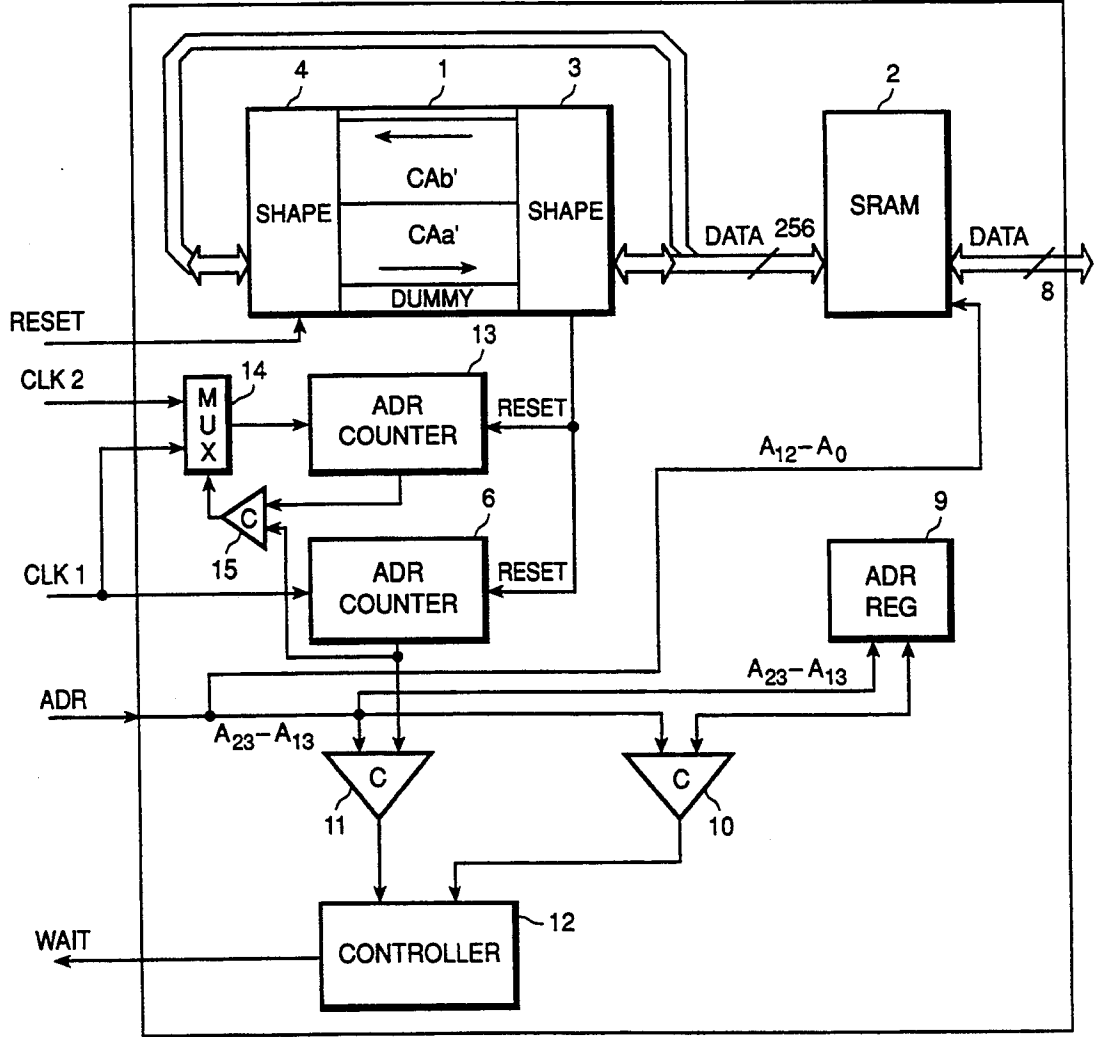 4 1 3 2
CAb'
SHAPE SHAPE SRAM
CAa' DATA 256 DATA
DUMMY 8
RESET
13
CLK 2 14
M U X ADR COUNTER RESET
A12–A0
C 6 9
15
CLK 1 ADR COUNTER RESET ADR REG
A23–A13
ADR
A23–A13
C C
11 10
12
WAIT CONTROLLER